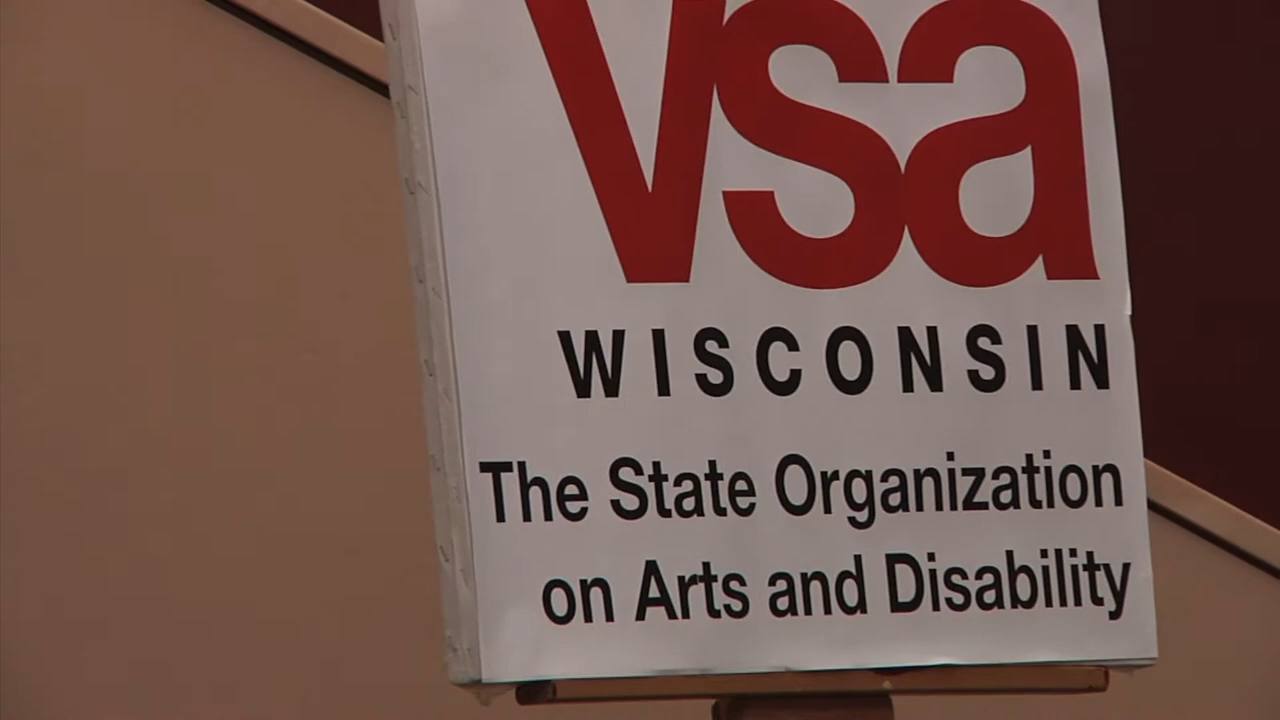 Vsa
WISCONSIN
The State Organization
on Arts and Disability